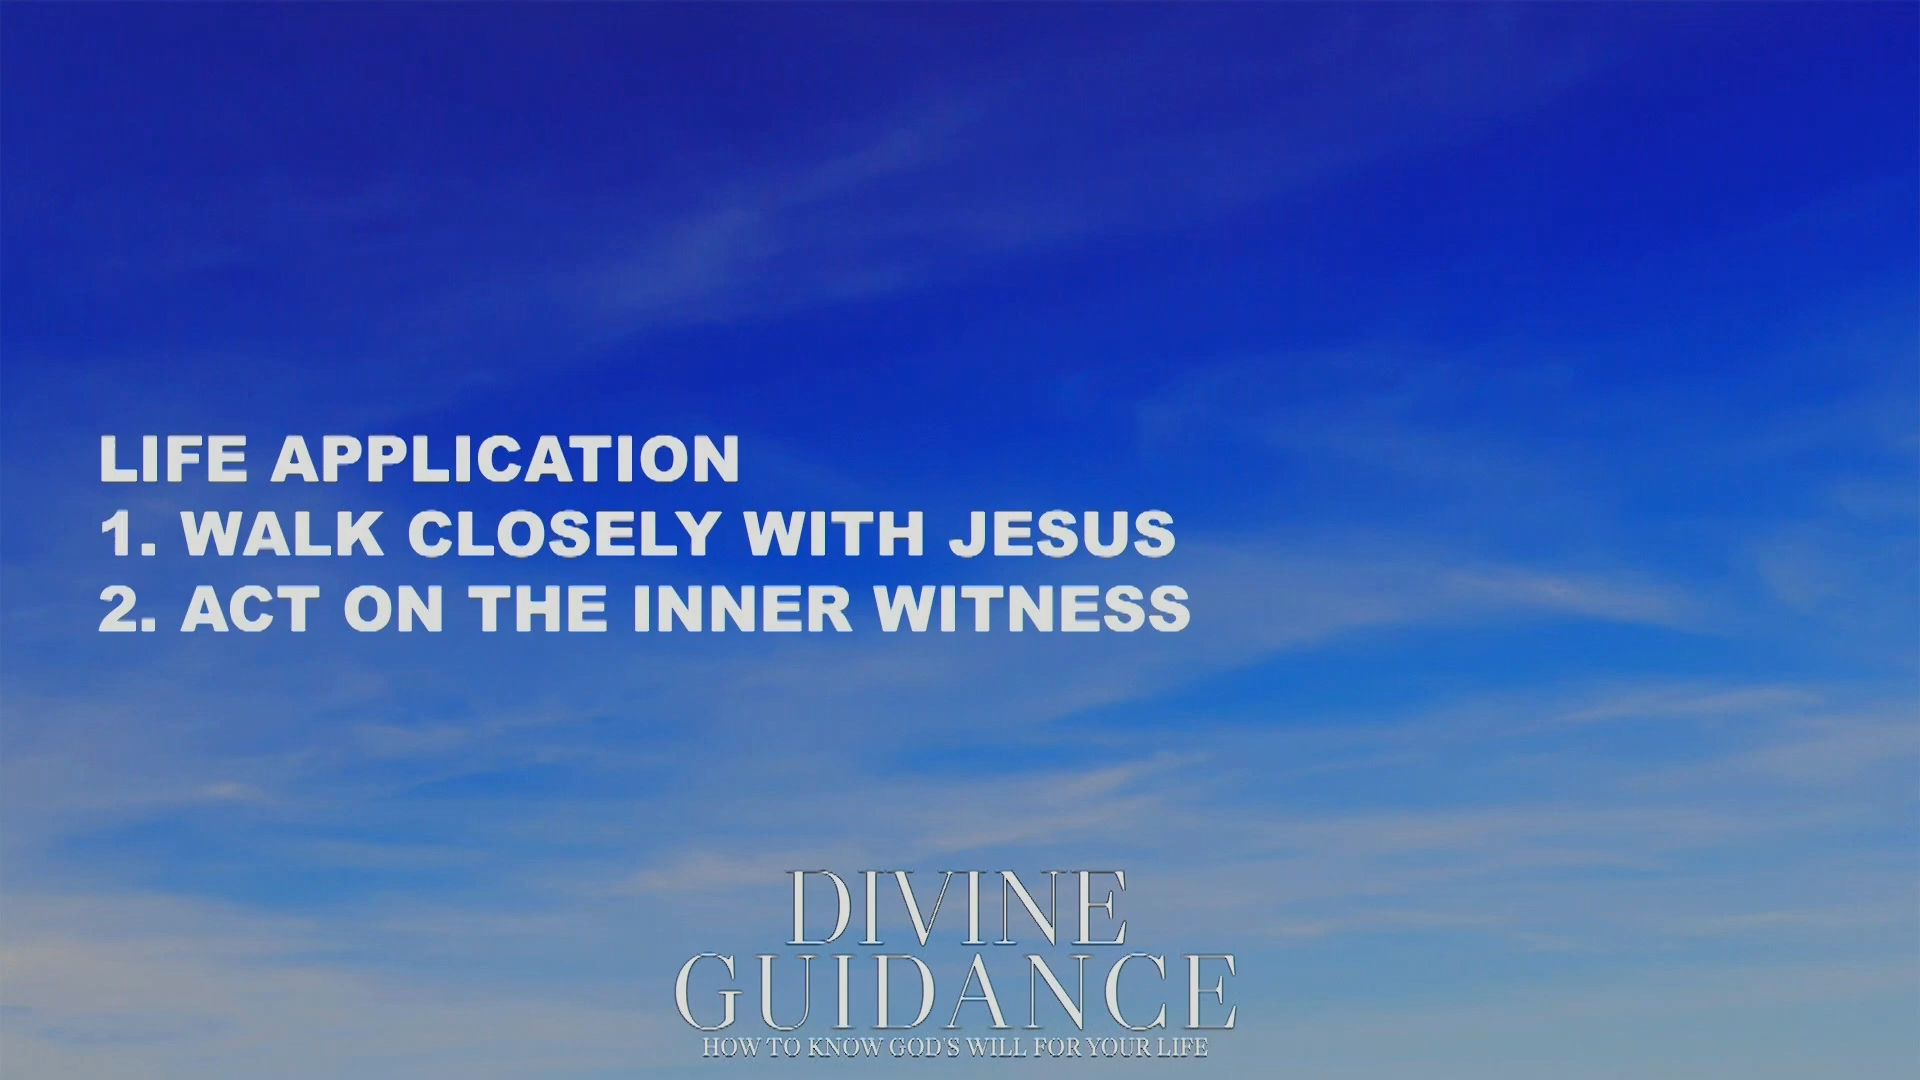 LIFE APPLICATION
1. WALK CLOSELY WITH JESUS
2. ACT ON THE INNER WITNESS
DIVINE
GUIDANCE
HOW TO KNOW GOD'S WILL FOR YOUR LIFE